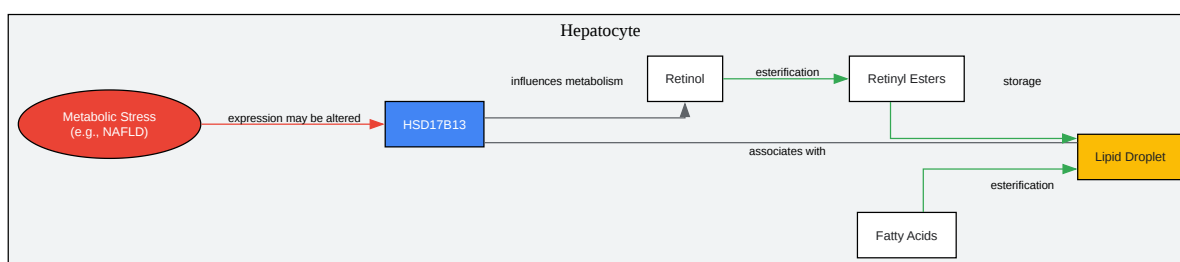 Hepatocyte
Metabolic Stress
(e.g., NAFLD)
expression may be altered
HSD17B13
influences metabolism
Retinol
esterification
Retinyl Esters
storage
associates with
Lipid Droplet
esterification
Fatty Acids